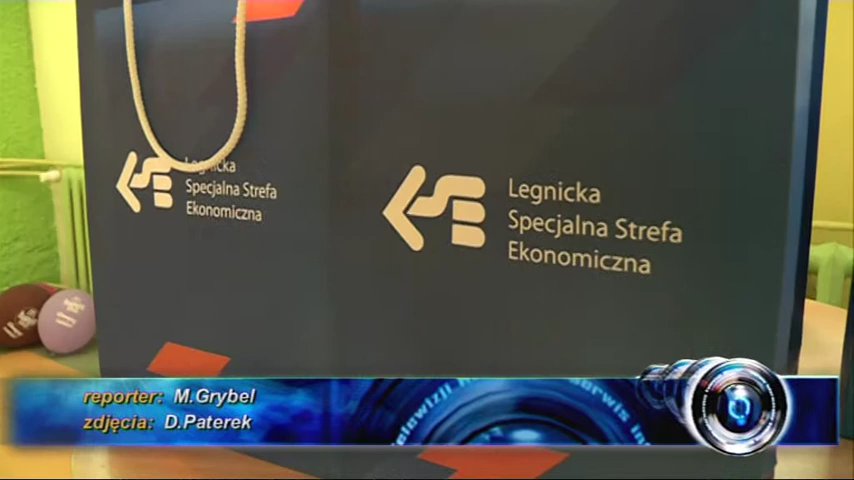 Legnicka
Specjalna Strefa
Ekonomiczna
Legnicka
Specjalna Strefa
Ekonomiczna
reporter: M.Grybel
zdjęcia: D.Paterek